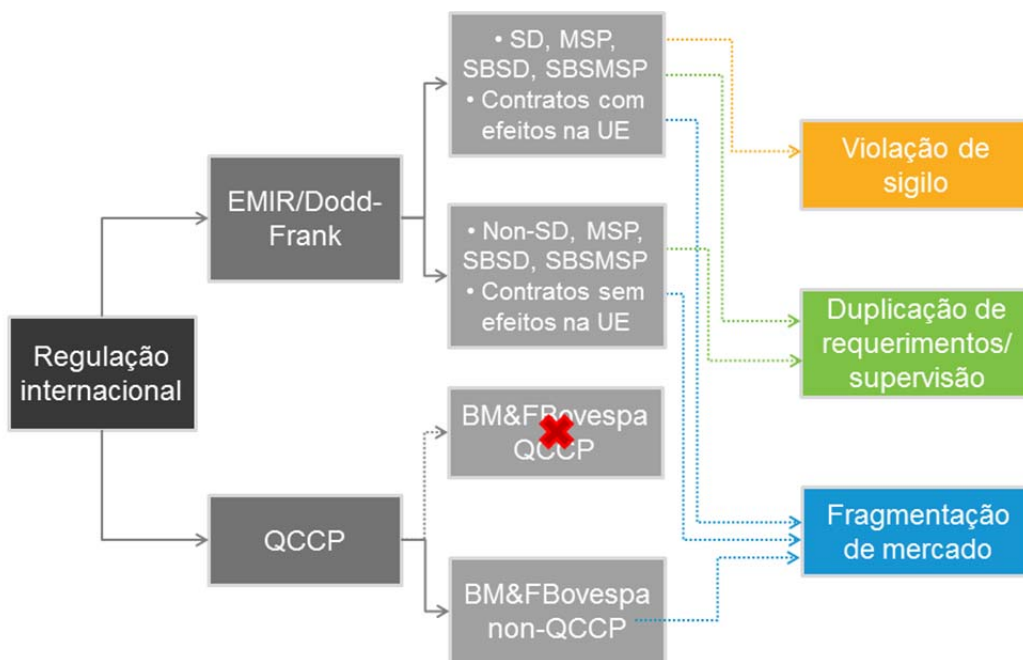 Regulação
internacional
EMIR/Dodd-
Frank
QCCP
• SD, MSP,
SBSD, SBSMSP
• Contratos com
efeitos na UE
• Non-SD, MSP,
SBSD, SBSMSP
• Contratos sem
efeitos na UE
BM&FBovespa
QCCP
BM&FBovespa
non-QCCP
Violação de
sigilo
Duplicação de
requerimentos/
supervisão
Fragmentação
de mercado